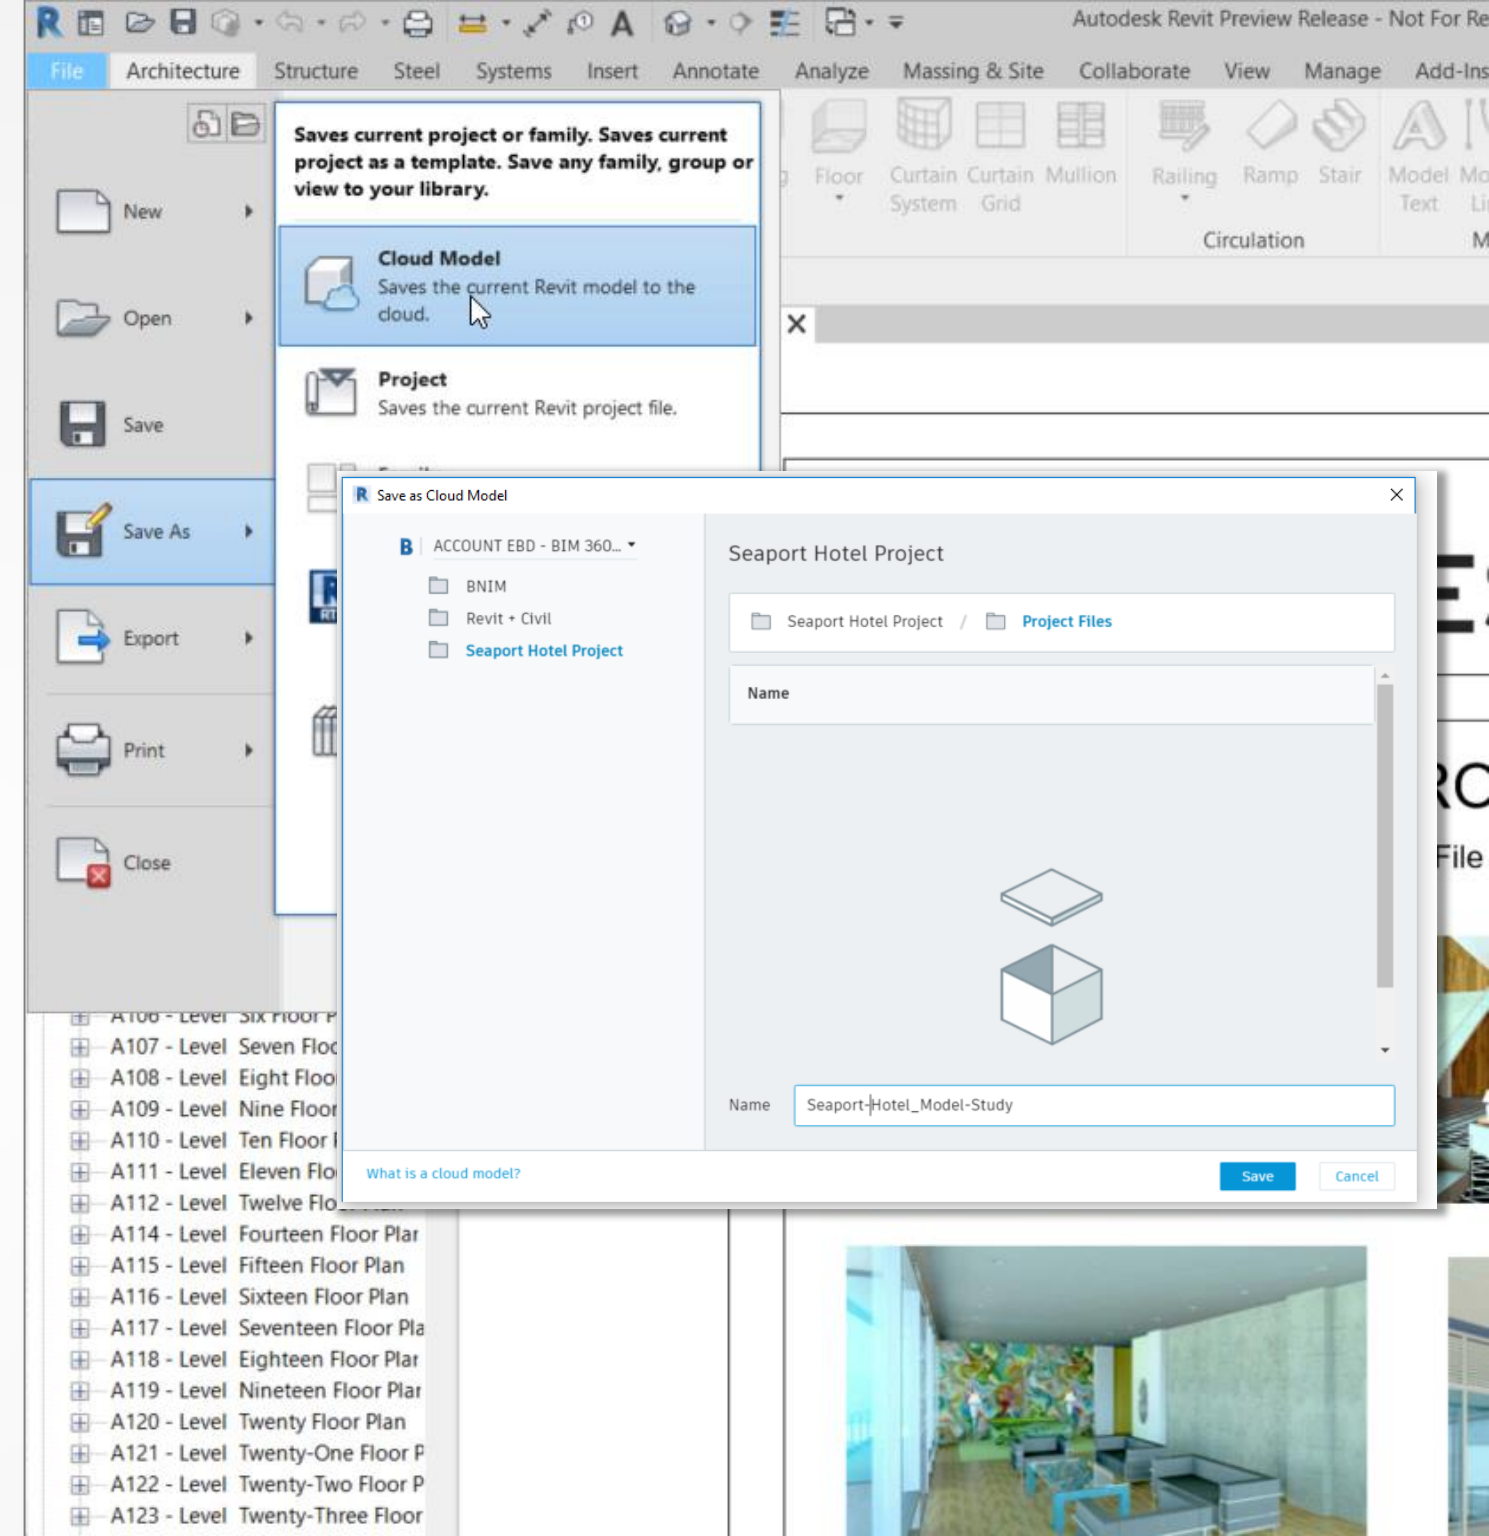 Autodesk Revit Preview Release - Not For Re
File Architecture Structure Steel Systems Insert Annotate Analyze Massing & Site Collaborate View Manage Add-Ins
Floor
Curtain System
Curtain Grid
Mullion
Railing
Ramp
Stair
Model Text
Circulation
Saves current project or family. Saves current
project as a template. Save any family, group or
view to your library.
New
Open
Save
Save As
Export
Print
Close
Cloud Model
Saves the current Revit model to the
cloud.
Project
Saves the current Revit project file.
Save as Cloud Model
B ACCOUNT EBD - BIM 360...
BNIM
Revit + Civil
Seaport Hotel Project
Seaport Hotel Project
Seaport Hotel Project / Project Files
Name
Name Seaport-Hotel_Model-Study
What is a cloud model?
Save Cancel
File
A106 - Level Six Floor P
A107 - Level Seven Floo
A108 - Level Eight Floo
A109 - Level Nine Floor
A110 - Level Ten Floor
A111 - Level Eleven Flo
A112 - Level Twelve Flo
A114 - Level Fourteen Floor Plan
A115 - Level Fifteen Floor Plan
A116 - Level Sixteen Floor Plan
A117 - Level Seventeen Floor Pla
A118 - Level Eighteen Floor Plan
A119 - Level Nineteen Floor Plan
A120 - Level Twenty Floor Plan
A121 - Level Twenty-One Floor P
A122 - Level Twenty-Two Floor P
A123 - Level Twenty-Three Floor